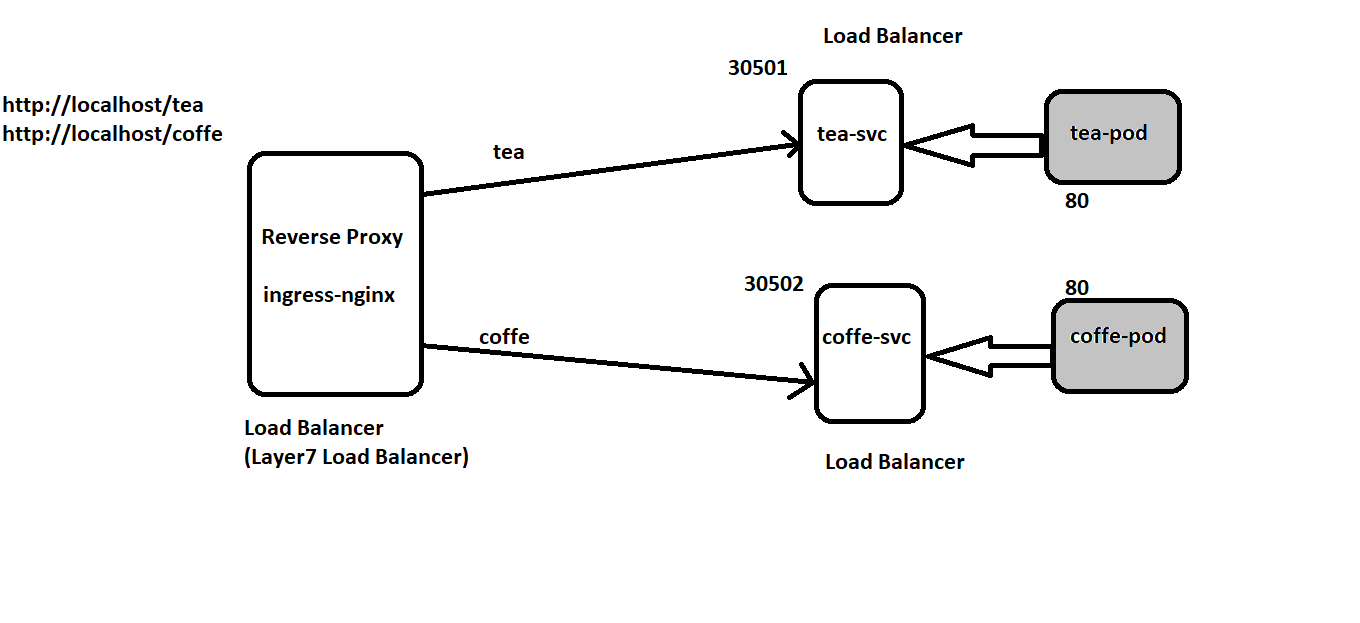 Load Balancer
30501
http://localhost/tea
http://localhost/coffe
tea
tea-svc
tea-pod
80
Reverse Proxy
ingress-nginx
30502
80
coffe
coffe-svc
coffe-pod
Load Balancer
(Layer7 Load Balancer)
Load Balancer